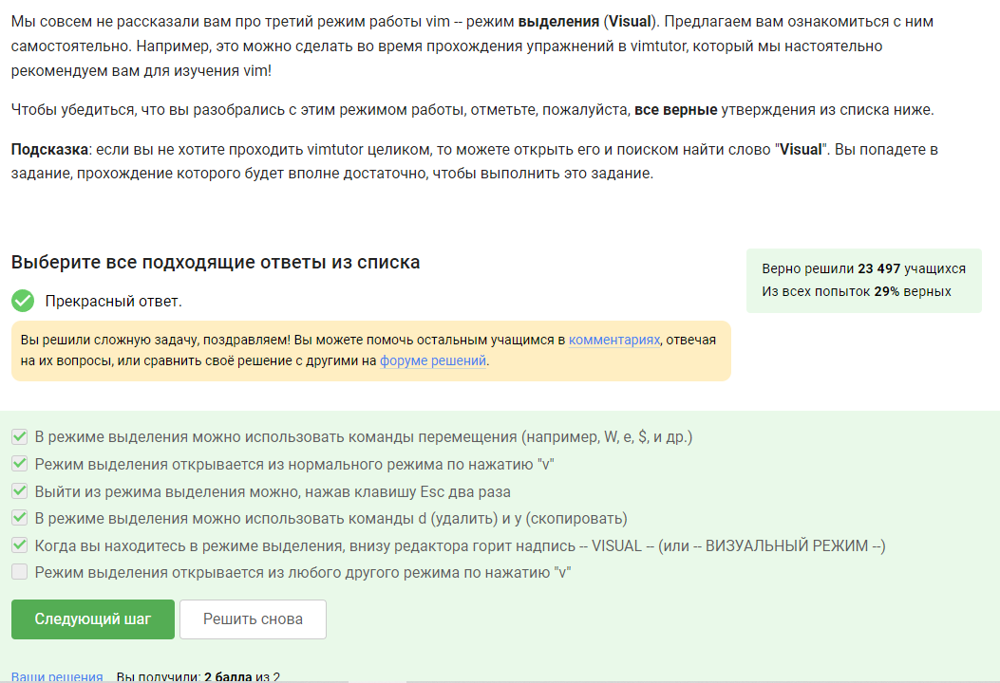 Мы совсем не рассказали вам про третий режим работы vim -- режим выделения (Visual). Предлагаем вам ознакомиться с ним
самостоятельно. Например, это можно сделать во время прохождения упражнений в vimtutor, который мы настоятельно
рекомендуем вам для изучения vim!
Чтобы убедиться, что вы разобрались с этим режимом работы, отметьте, пожалуйста, все верные утверждения из списка ниже.
Подсказка: если вы не хотите проходить vimtutor целиком, то можете открыть его и поиском найти слово "Visual". Вы попадете в
задание, прохождение которого будет вполне достаточно, чтобы выполнить это задание.
Выберите все подходящие ответы из списка
Верно решили 23 497 учащихся
Из всех попыток 29% верных
Прекрасный ответ.
Вы решили сложную задачу, поздравляем! Вы можете помочь остальным учащимся в комментариях, отвечая
на их вопросы, или сравнить своё решение с другими на форуме решений.
В режиме выделения можно использовать команды перемещения (например, W, e, $, и др.)
Режим выделения открывается из нормального режима по нажатию "v"
Выйти из режима выделения можно, нажав клавишу Esc два раза
В режиме выделения можно использовать команды d (удалить) и y (скопировать)
Когда вы находитесь в режиме выделения, внизу редактора горит надпись -- VISUAL -- (или -- ВИЗУАЛЬНЫЙ РЕЖИМ --)
Режим выделения открывается из любого другого режима по нажатию "v"
Следующий шаг
Решить снова
Ваши решения Вы получили: 2 балла из 2